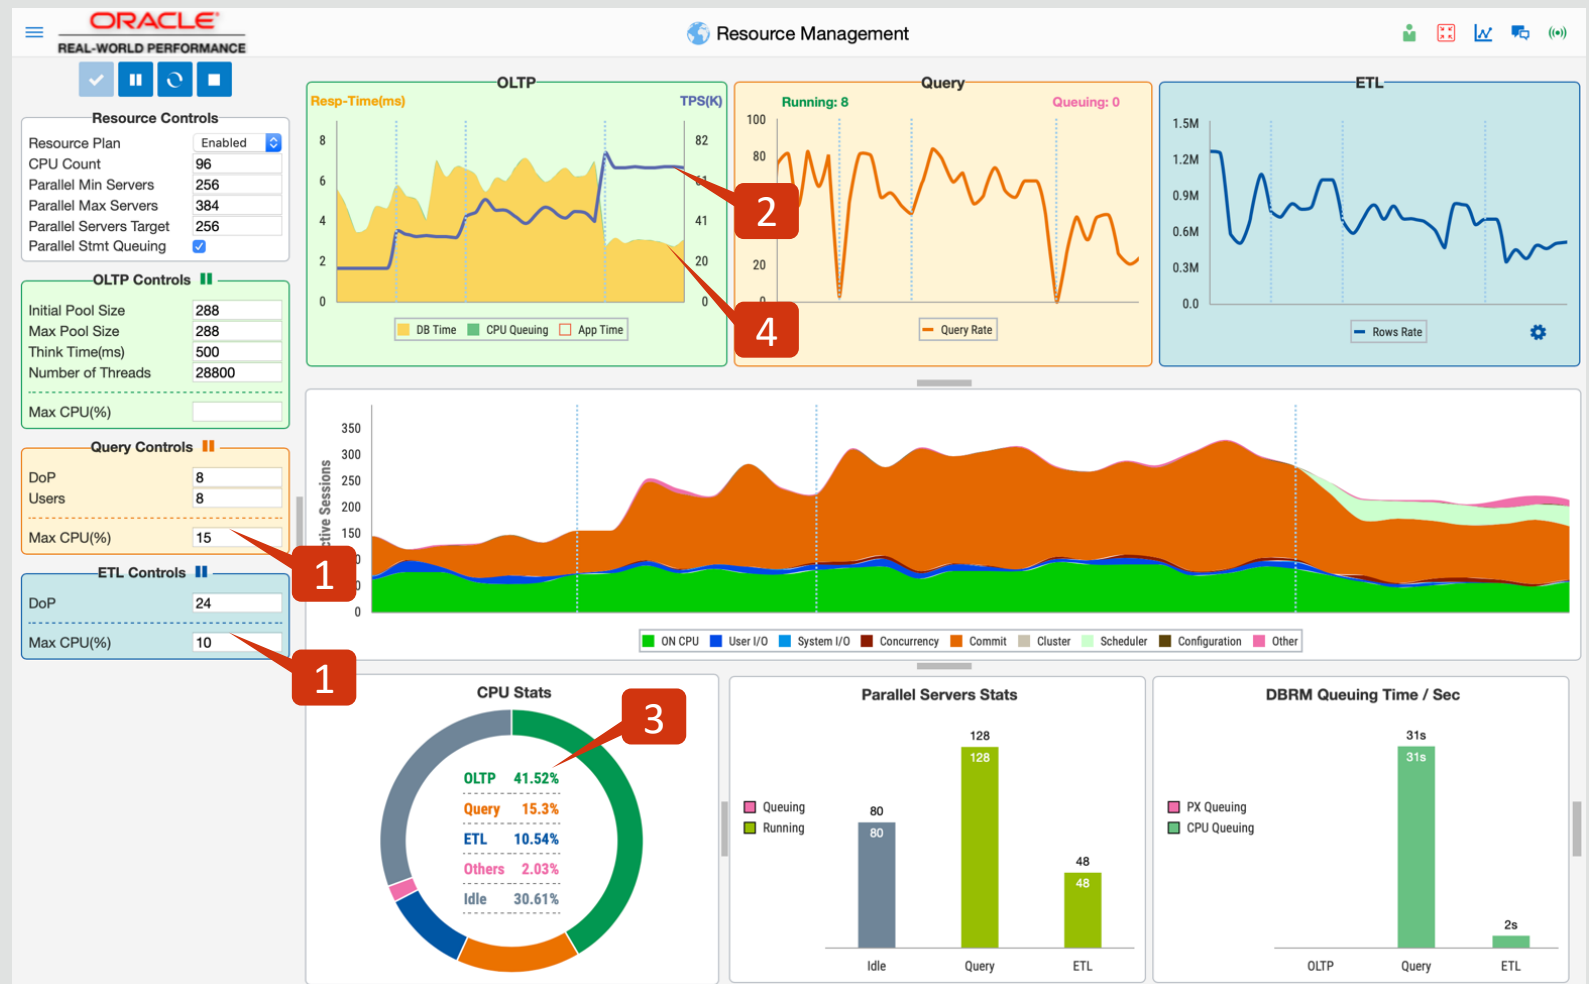 ORACLE
REAL-WORLD PERFORMANCE
Resource Management
Resource Controls
Resource Plan Enabled
CPU Count 96
Parallel Min Servers 256
Parallel Max Servers 384
Parallel Servers Target 256
Parallel Stmt Queuing
OLTP Controls
Initial Pool Size 288
Max Pool Size 288
Think Time(ms) 500
Number of Threads 28800
Max CPU(%)
Query Controls
DoP 8
Users 8
Max CPU(%) 15
1
ETL Controls
DoP 24
Max CPU(%) 10
1
OLTP
Resp-Time(ms) TPS(K)
8 82
6 61
4 41
2 20
0 0
DB Time CPU Queuing App Time
2
4
Query
Running: 8 Queuing: 0
100
80
20
0
Query Rate
ETL
1.5M
1.2M
0.9M
0.6M
0.3M
0.0
Rows Rate
ctive Sessions
350
300
250
200
150
0
0
0
ON CPU User I/O System I/O Concurrency Commit Cluster Scheduler Configuration Other
CPU Stats
3
OLTP 41.52%
Query 15.3%
ETL 10.54%
Others 2.03%
Idle 30.61%
Parallel Servers Stats
Queuing
Running
80
80
128
128
48
48
Idle Query ETL
DBRM Queuing Time / Sec
PX Queuing
CPU Queuing
31s
31s
2s
OLTP Query ETL